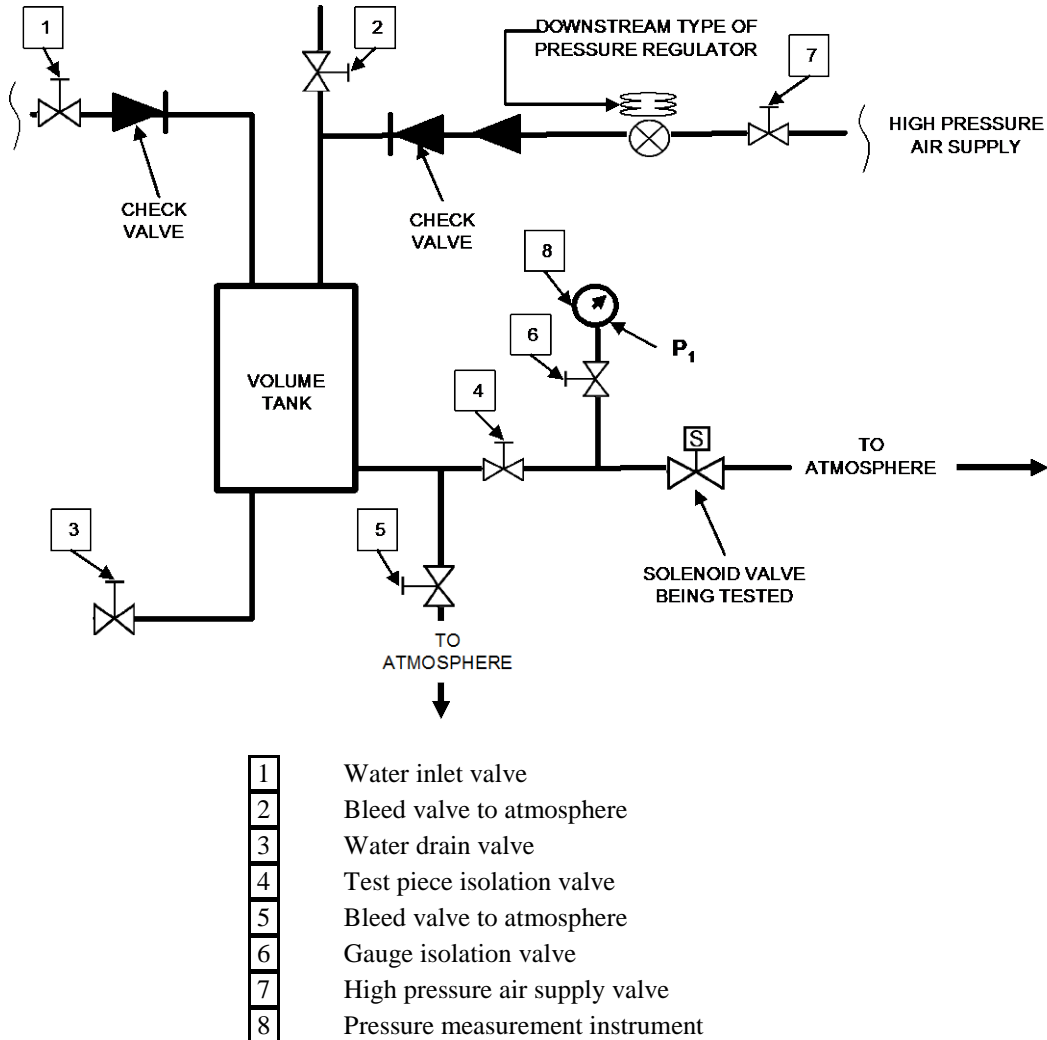 1
2
DOWNSTREAM TYPE OF
PRESSURE REGULATOR
7
HIGH PRESSURE
AIR SUPPLY
CHECK
VALVE
CHECK
VALVE
8
6
P1
VOLUME
TANK
4
S
TO
ATMOSPHERE
3
5
SOLENOID VALVE
BEING TESTED
TO
ATMOSPHERE
1 Water inlet valve
2 Bleed valve to atmosphere
3 Water drain valve
4 Test piece isolation valve
5 Bleed valve to atmosphere
6 Gauge isolation valve
7 High pressure air supply valve
8 Pressure measurement instrument